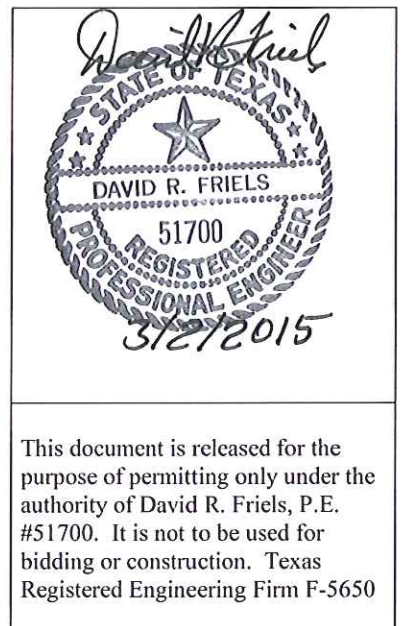 David R Friels
STATE OF TEXAS
DAVID R. FRIELS
51700
REGISTERED
PROFESSIONAL ENGINEER
3/2/2015
This document is released for the
purpose of permitting only under the
authority of David R. Friels, P.E.
#51700. It is not to be used for
bidding or construction. Texas
Registered Engineering Firm F-5650